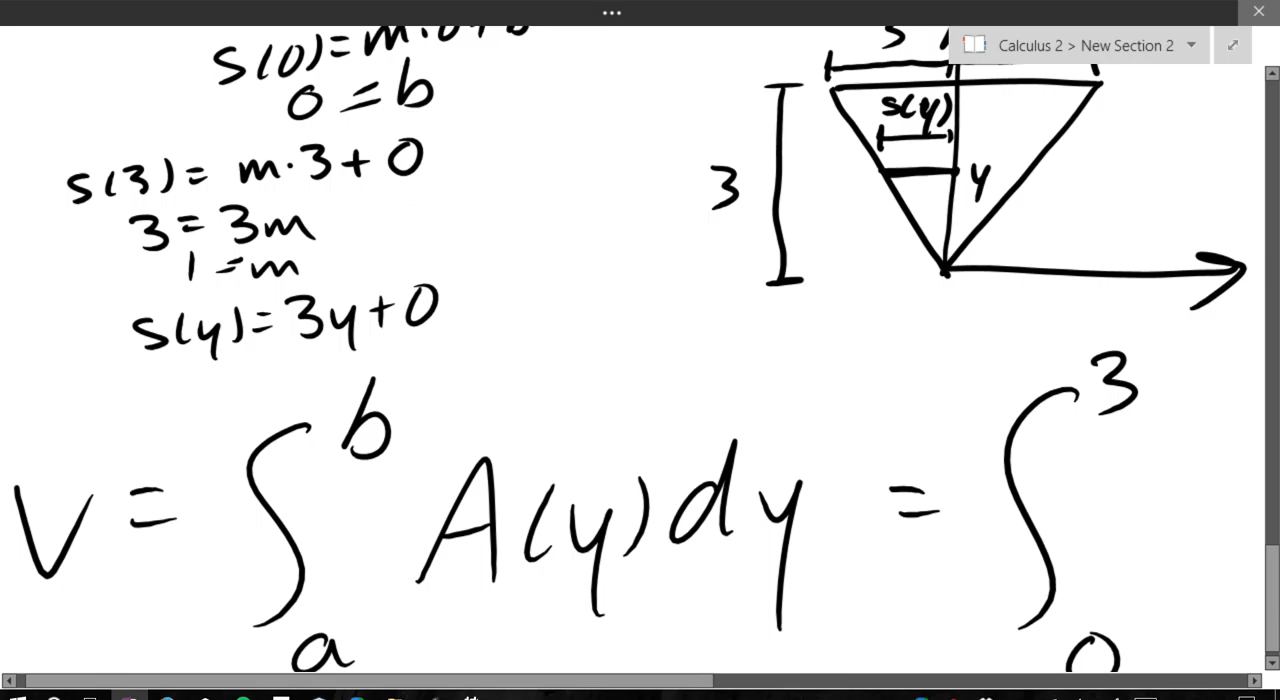 s(0)=m·0+b
0=b
s(3)=m·3+0
3=3m
1=m
s(y)=3y+0
Calculus 2 > New Section 2
s
s(y)
3
y
V=∫_a^b A(y)dy=∫_0^3